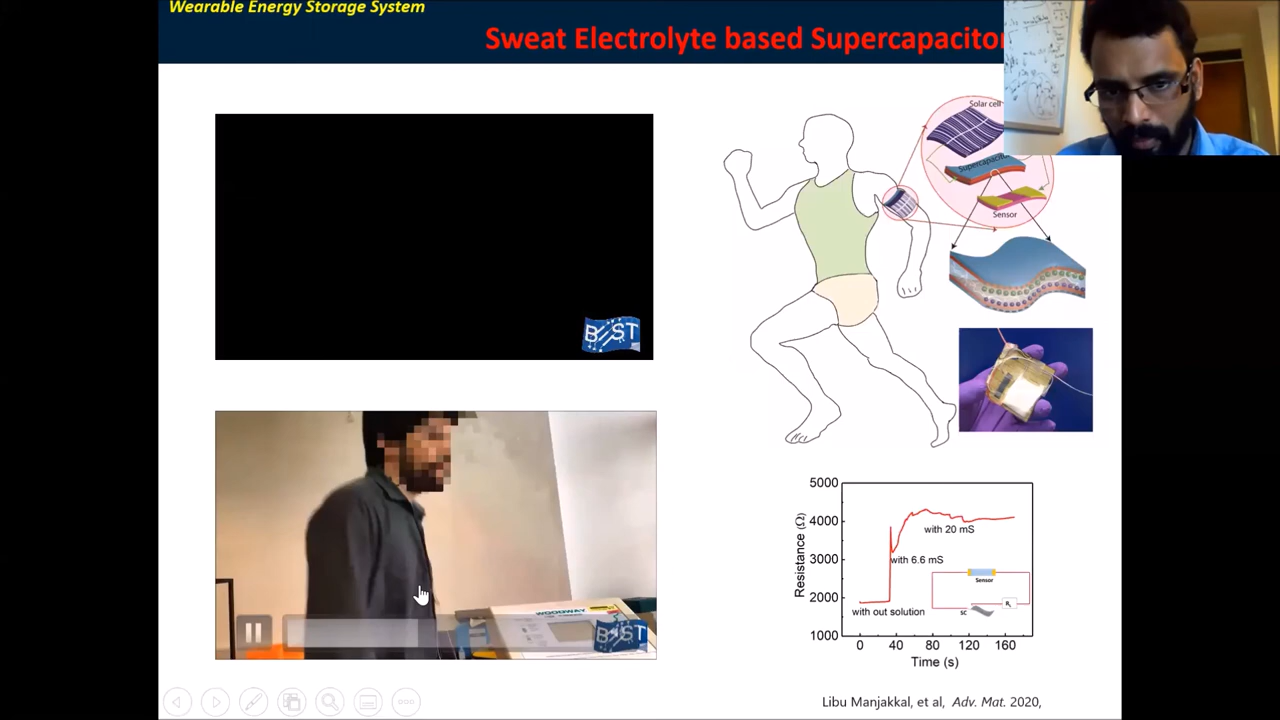 Wearable Energy Storage System
Sweat Electrolyte based Supercapacitor
Solar cell
Supercapacitor
Sensor
BEST
WOODWAY
BEST
5000
4000
3000
2000
1000
Resistance (Ω)
with 20 mS
with 6.6 mS
with out solution
Sensor
SC
0
40
80
120
160
Time (s)
Libu Manjakkal, et al, Adv. Mat. 2020,